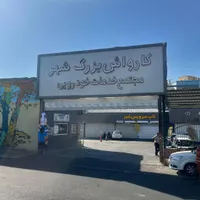 کارواش بزرگ شهر
مجتمع خدمات خودرویی